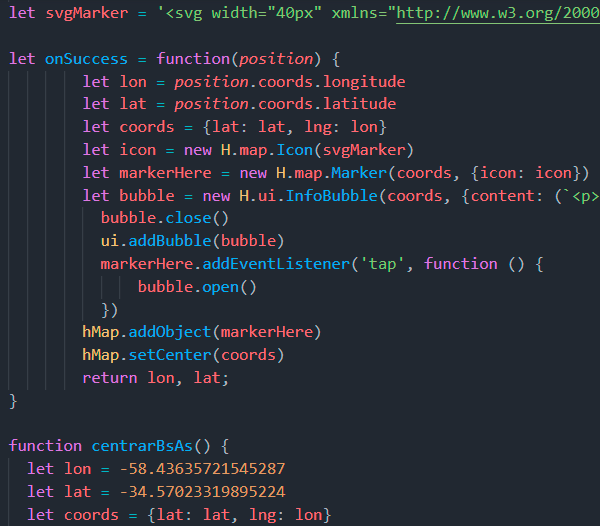 let svgMarker = '<svg width="40px" xmlns="http://www.w3.org/2000
let onSuccess = function(position) {
let lon = position.coords.longitude
let lat = position.coords.latitude
let coords = {lat: lat, lng: lon}
let icon = new H.map.Icon(svgMarker)
let markerHere = new H.map.Marker(coords, {icon: icon})
let bubble = new H.ui.InfoBubble(coords, {content: (`<p>
bubble.close()
ui.addBubble(bubble)
markerHere.addEventListener('tap', function () {
bubble.open()
})
hMap.addObject(markerHere)
hMap.setCenter(coords)
return lon, lat;
}
function centrarBsAs() {
let lon = -58.43635721545287
let lat = -34.57023319895224
let coords = {lat: lat, lng: lon}